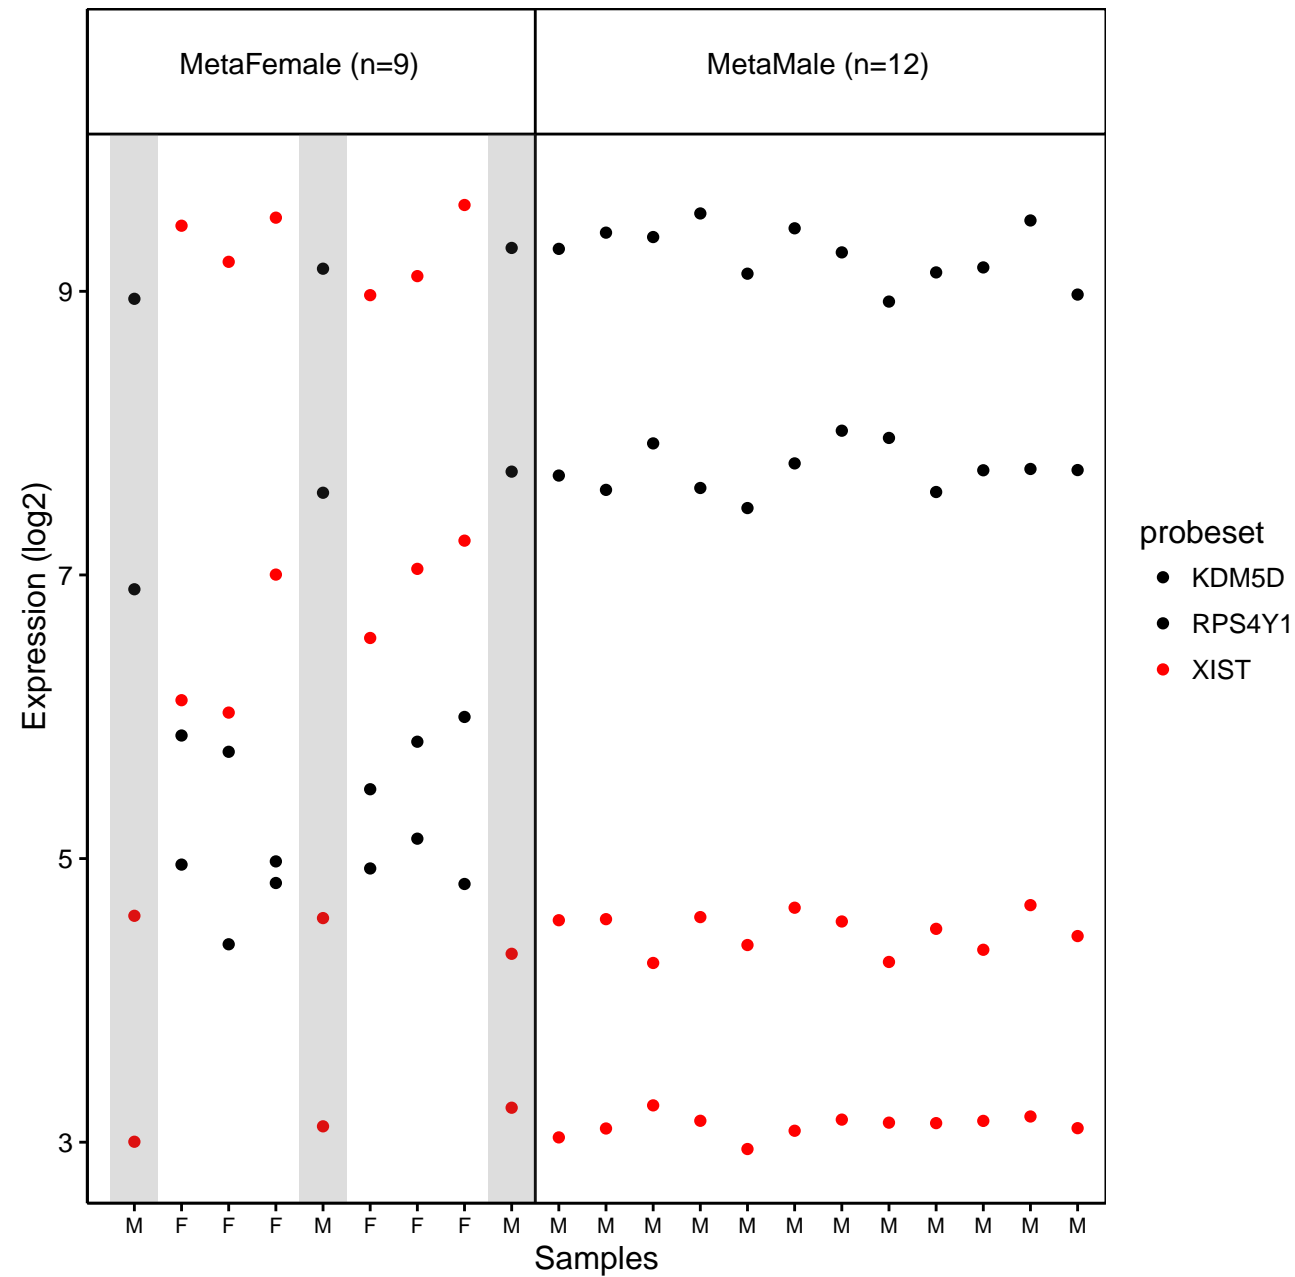 MetaFemale (n=9)
MetaMale (n=12)
Expression (log2)
9
7
5
3
M F F F M F F F M M M M M M M M M M M M M
Samples
probeset
KDM5D
RPS4Y1
XIST